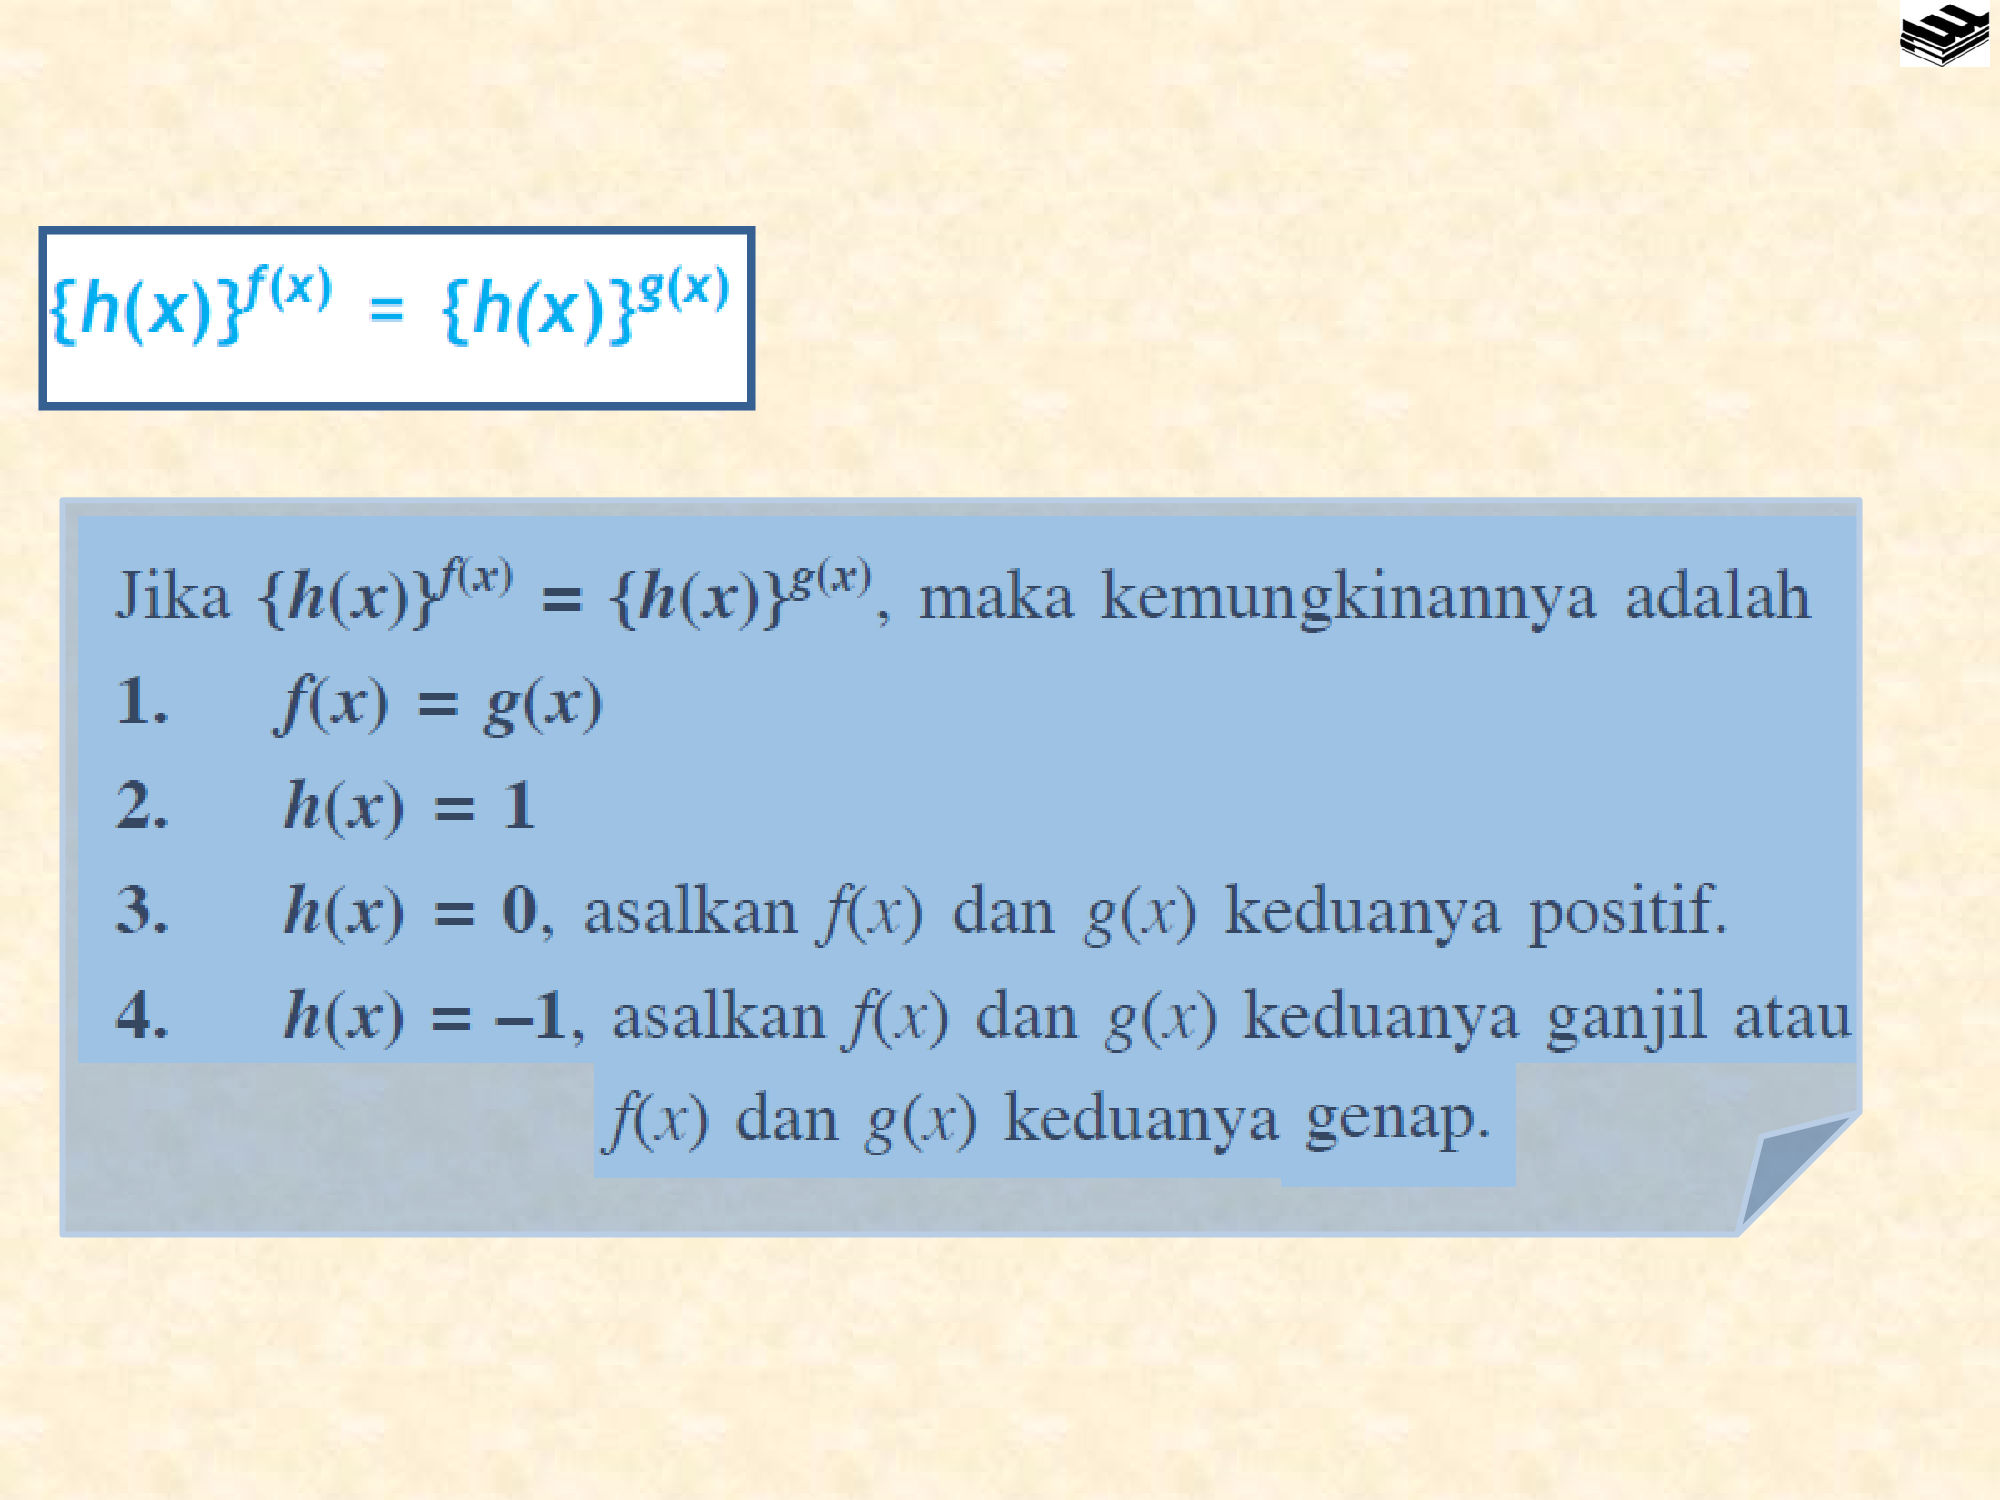 {h(x)}^f(x) = {h(x)}^g(x)
Jika {h(x)}^f(x) = {h(x)}^g(x), maka kemungkinannya adalah
1. f(x) = g(x)
2. h(x) = 1
3. h(x) = 0, asalkan f(x) dan g(x) keduanya positif.
4. h(x) = –1, asalkan f(x) dan g(x) keduanya ganjil atau
f(x) dan g(x) keduanya genap.